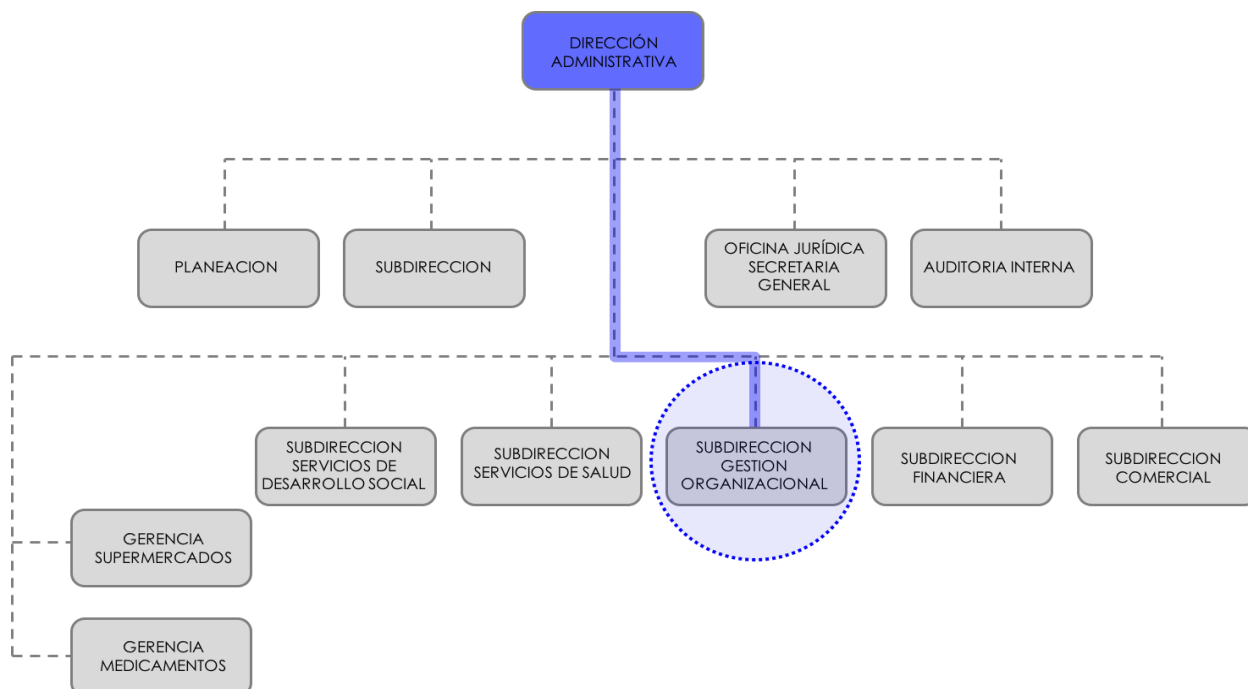 DIRECCIÓN
ADMINISTRATIVA
PLANEACION
SUBDIRECCION
OFICINA JURÍDICA
SECRETARIA
GENERAL
AUDITORIA INTERNA
SUBDIRECCION
SERVICIOS DE
DESARROLLO SOCIAL
SUBDIRECCION
SERVICIOS DE SALUD
SUBDIRECCION
GESTION
ORGANIZACIONAL
SUBDIRECCION
FINANCIERA
SUBDIRECCION
COMERCIAL
GERENCIA
SUPERMERCADOS
GERENCIA
MEDICAMENTOS